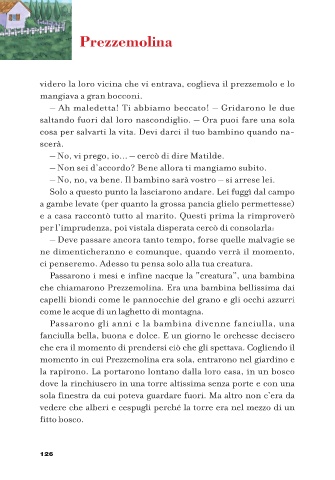 Prezzemolina
videro la loro vicina che vi entrava, coglieva il prezzemolo e lo
mangiava a gran bocconi.
– Ah maledetta! Ti abbiamo beccato! – Gridarono le due
saltando fuori dal loro nascondiglio. — Ora puoi fare una sola
cosa per salvarti la vita. Devi darci il tuo bambino quando na-
scerà.
— No, vi prego, io... — cercò di dire Matilde.
— Non sei d'accordo? Bene allora ti mangiamo subito.
– No, no, va bene. Il bambino sarà vostro – si arrese lei.
Solo a questo punto la lasciarono andare. Lei fuggì dal campo
a gambe levate (per quanto la grossa pancia glielo permettesse)
e a casa raccontò tutto al marito. Questi prima la rimproverò
per l'imprudenza, poi vistala disperata cercò di consolarla:
– Deve passare ancora tanto tempo, forse quelle malvagie se
ne dimenticheranno e comunque, quando verrà il momento,
ci penseremo. Adesso tu pensa solo alla tua creatura.
Passarono i mesi e infine nacque la "creatura", una bambina
che chiamarono Prezzemolina. Era una bambina bellissima dai
capelli biondi come le pannocchie del grano e gli occhi azzurri
come le acque di un laghetto di montagna.
Passarono gli anni e la bambina divenne fanciulla, una
fanciulla bella, buona e dolce. E un giorno le orchesse decisero
che era il momento di prendersi ciò che gli spettava. Cogliendo il
momento in cui Prezzemolina era sola, entrarono nel giardino e
la rapirono. La portarono lontano dalla loro casa, in un bosco
dove la rinchiusero in una torre altissima senza porte e con una
sola finestra da cui poteva guardare fuori. Ma altro non c'era da
vedere che alberi e cespugli perché la torre era nel mezzo di un
fitto bosco.
126